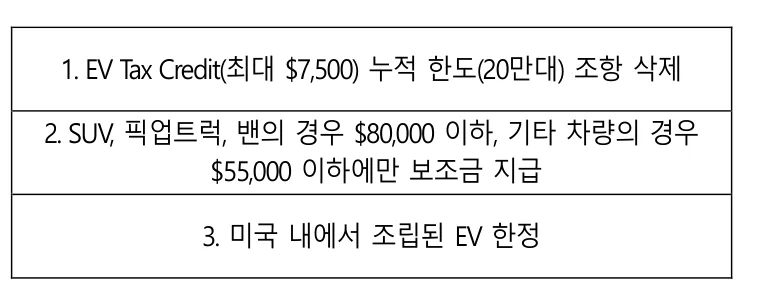 1. EV Tax Credit(최대 $7,500) 누적 한도(20만대) 조항 삭제
2. SUV, 픽업트럭, 밴의 경우 $80,000 이하, 기타 차량의 경우
$55,000 이하에만 보조금 지급
3. 미국 내에서 조립된 EV 한정